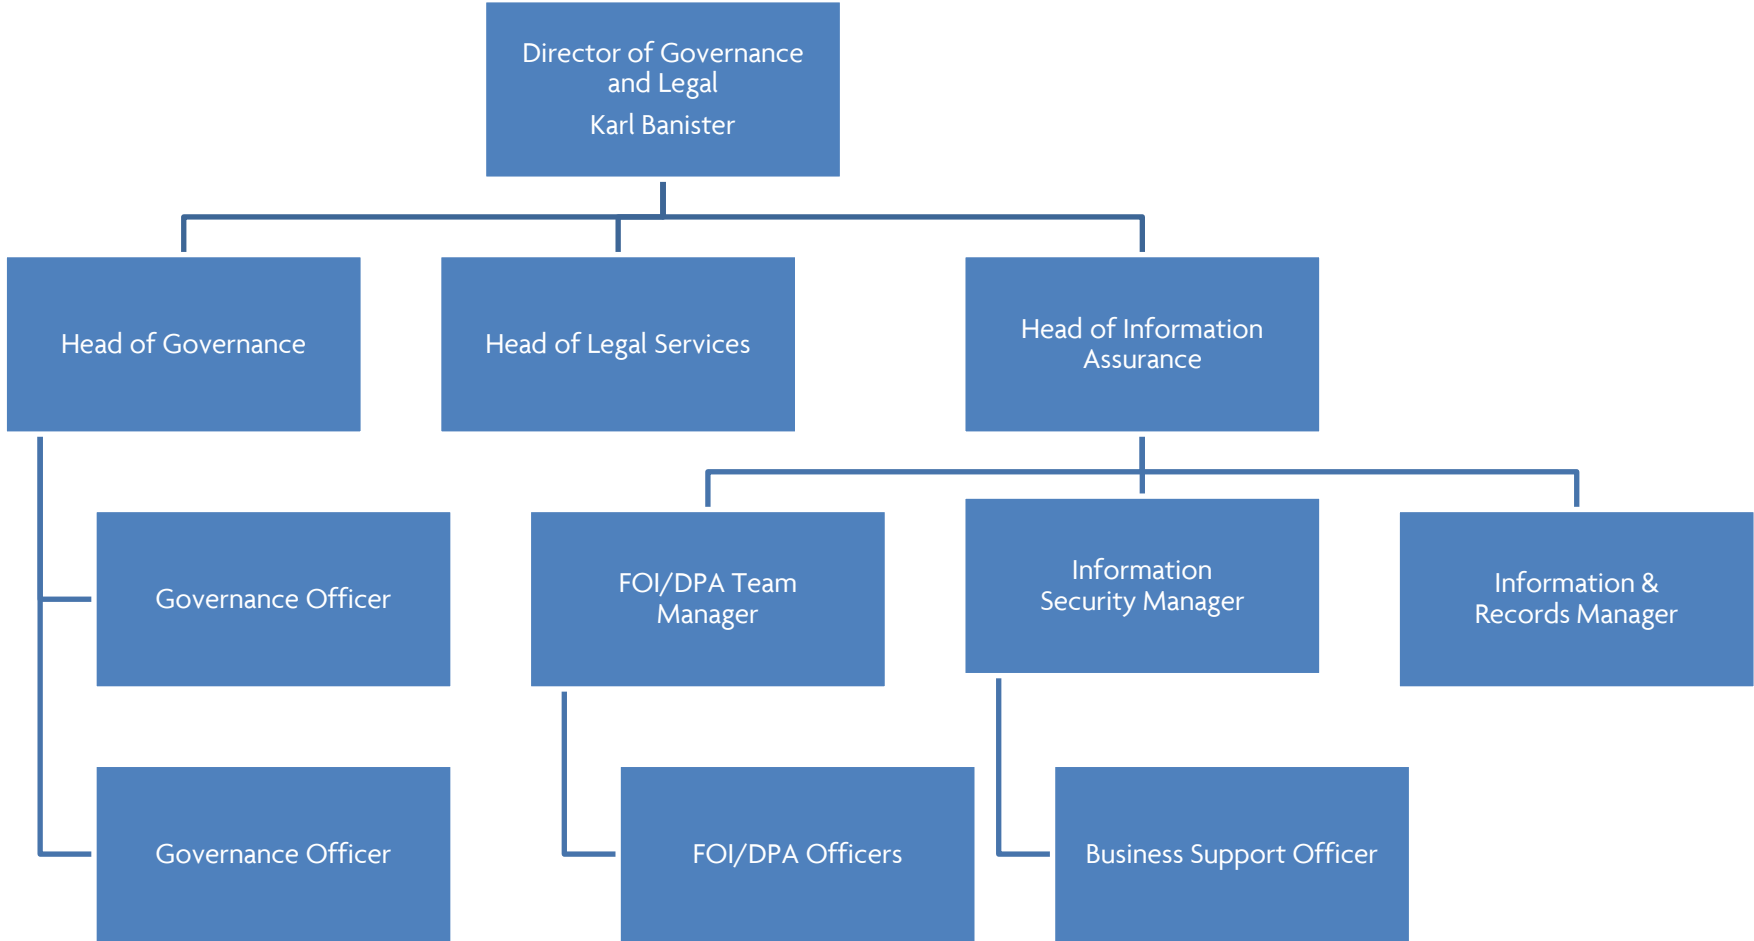 Director of Governance
and Legal
Karl Banister
Head of Governance
Head of Legal Services
Head of Information
Assurance
Governance Officer
FOI/DPA Team
Manager
Information
Security Manager
Information &
Records Manager
Governance Officer
FOI/DPA Officers
Business Support Officer